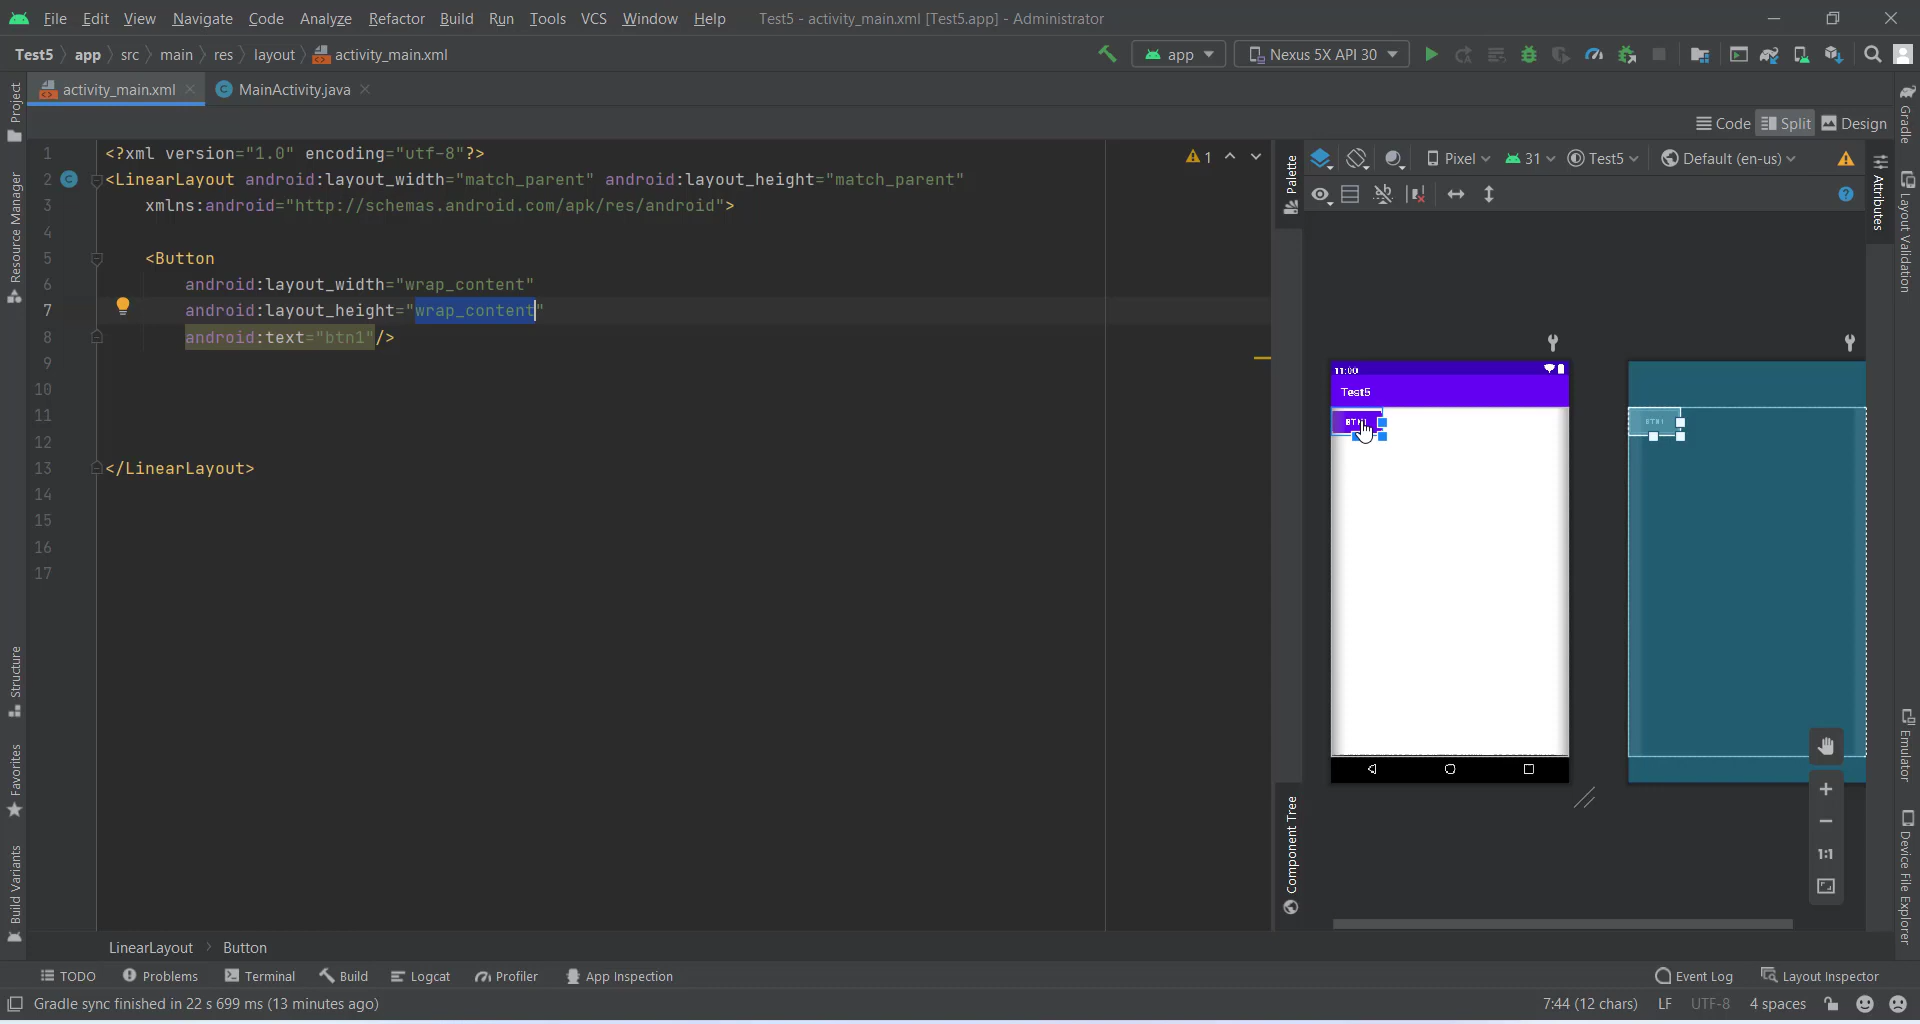 File Edit View Navigate Code Analyze Refactor Build Run Tools VCS Window Help Test5 - activity_main.xml [Test5.app] - Administrator
Test5 app src main res layout activity_main.xml app Nexus 5X API 30
activity_main.xml MainActivity.java
Code Split Design
Project
Resource Manager
Structure
Favorites
Build Variants
1 <?xml version="1.0" encoding="utf-8"?>
2 <LinearLayout android:layout_width="match_parent" android:layout_height="match_parent"
3 xmlns:android="http://schemas.android.com/apk/res/android">
4
5 <Button
6 android:layout_width="wrap_content"
7 android:layout_height="wrap_content"
8 android:text="btn1"/>
9
10
11
12
13 </LinearLayout>
14
15
16
17
1
Palette
Component Tree
Pixel 31 Test5 Default (en-us)
11:00
Test5
BTN1
BTN1
1:1
Attributes
Gradle
Layout Validation
Emulator
Device File Explorer
LinearLayout Button
TODO Problems Terminal Build Logcat Profiler App Inspection Event Log Layout Inspector
Gradle sync finished in 22 s 699 ms (13 minutes ago) 7:44 (12 chars) LF UTF-8 4 spaces